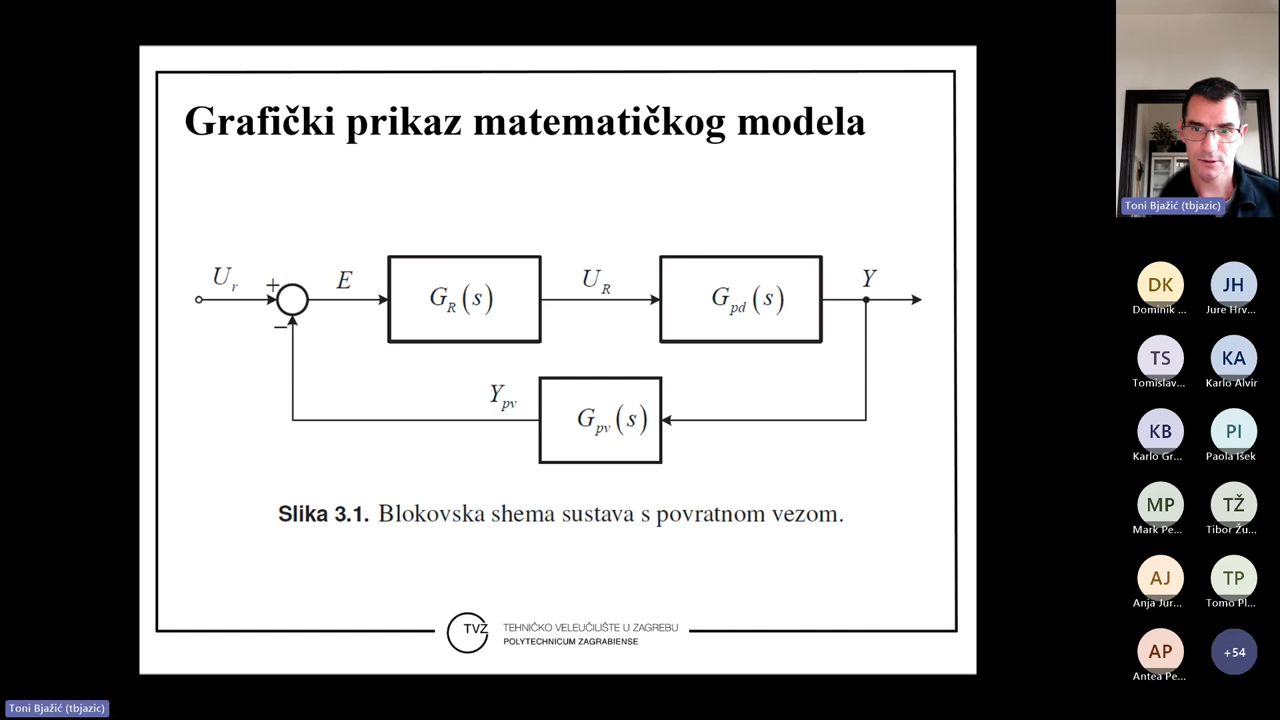 Grafički prikaz matematičkog modela
U_r
+
−
E
G_R(s)
U_R
G_pd(s)
Y
Y_pv
G_pv(s)
Slika 3.1. Blokovska shema sustava s povratnom vezom.
TVZ
TEHNIČKO VELEUČILIŠTE U ZAGREBU
POLYTECHNICUM ZAGRABIENSE
Toni Bjažić (tbjazic)
DK
JH
Dominik ...
Jure Hrv...
TS
KA
Tomislav...
Karlo Alvir
KB
PI
Karlo Gr...
Paola Išek
MP
TŽ
Mark Pe...
Tibor Žu...
AJ
TP
Anja Jur...
Tomo Pl...
AP
+54
Antea Pe...
Toni Bjažić (tbjazic)